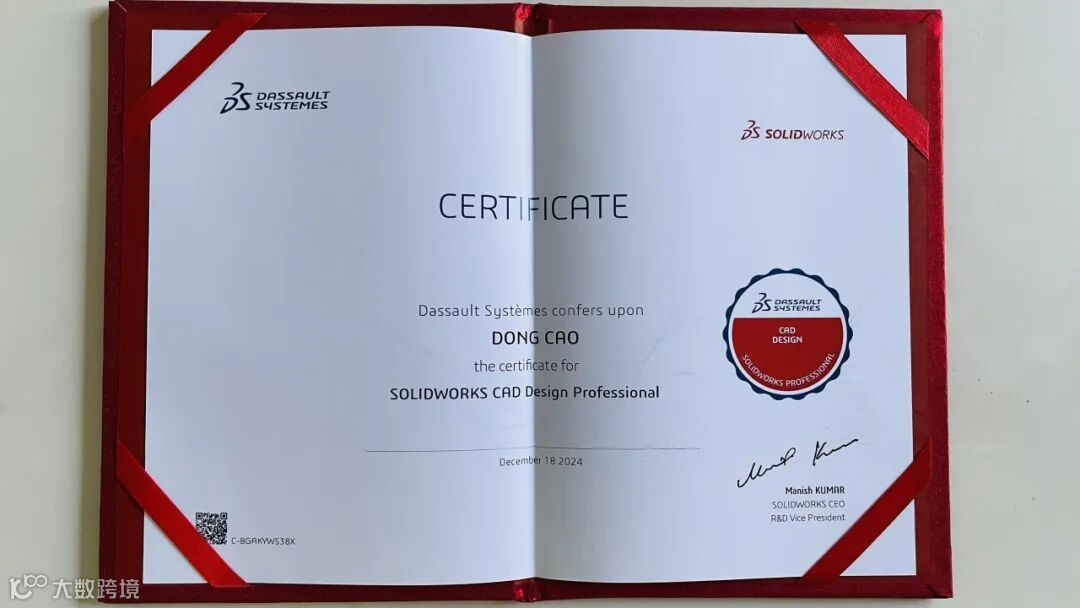 DASSAULT
SYSTEMES
SOLIDWORKS
CERTIFICATE
Dassault Systèmes confers upon
DONG CAO
the certificate for
SOLIDWORKS CAD Design Professional
December 18 2024
DASSAULT
SYSTEMES
CAD
DESIGN
SOLIDWORKS PROFESSIONAL
Manish KUMAR
SOLIDWORKS CEO
R&D Vice President
C-BGAKYWS38X
大数跨境